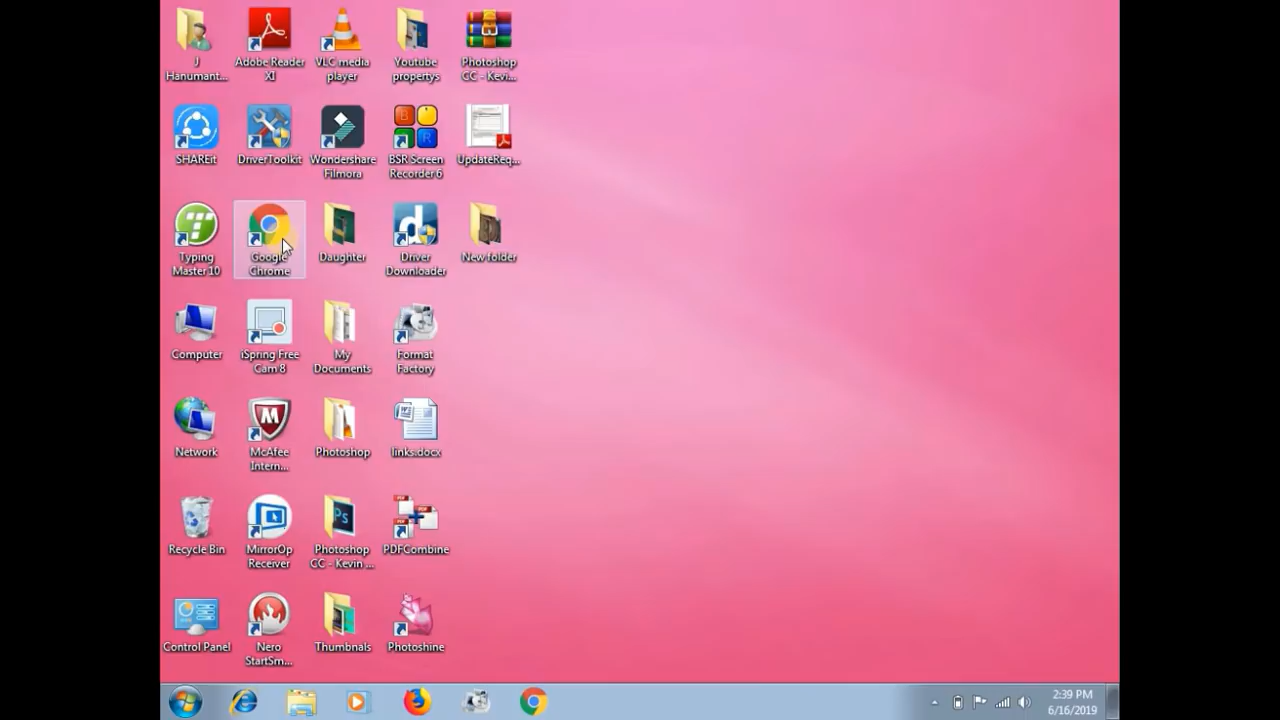 J
Hanumant...
Adobe Reader
XI
VLC media
player
Youtube
propertys
Photoshop
CC - Kevi...
SHAREit
DriverToolkit
Wondershare
Filmora
BSR Screen
Recorder 6
UpdateReq...
Typing
Master 10
Google
Chrome
Daughter
Driver
Downloader
New folder
Computer
iSpring Free
Cam 8
My
Documents
Format
Factory
Network
McAfee
Intern...
Photoshop
links.docx
Recycle Bin
MirrorOp
Receiver
Photoshop
CC - Kevin ...
PDFCombine
Control Panel
Nero
StartSm...
Thumbnals
Photoshine
2:39 PM
6/16/2019